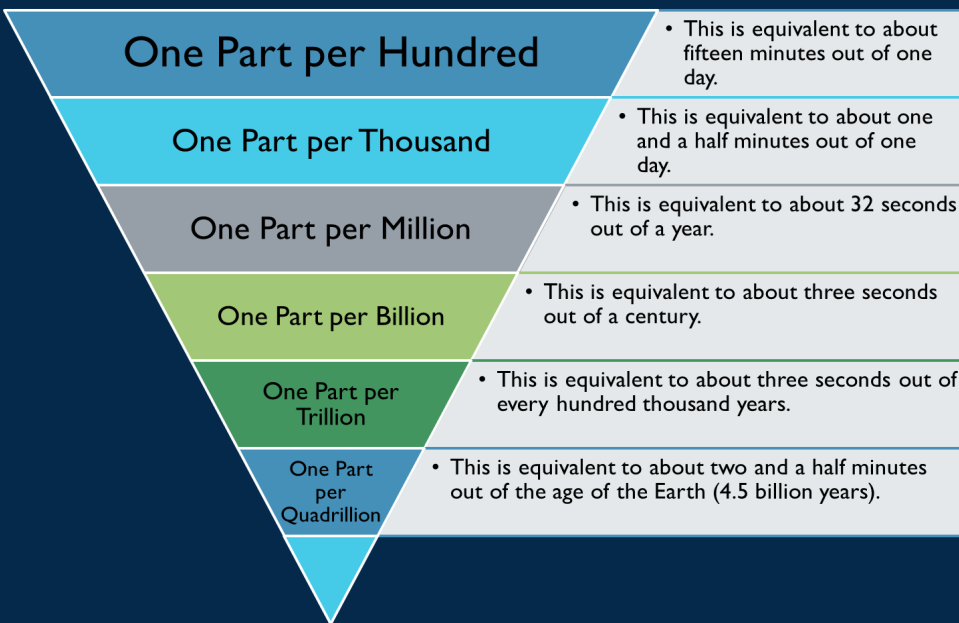 One Part per Hundred
• This is equivalent to about
fifteen minutes out of one
day.
One Part per Thousand
• This is equivalent to about one
and a half minutes out of one
day.
One Part per Million
• This is equivalent to about 32 seconds
out of a year.
One Part per Billion
• This is equivalent to about three seconds
out of a century.
One Part per
Trillion
• This is equivalent to about three seconds out of
every hundred thousand years.
One Part
per
Quadrillion
• This is equivalent to about two and a half minutes
out of the age of the Earth (4.5 billion years).